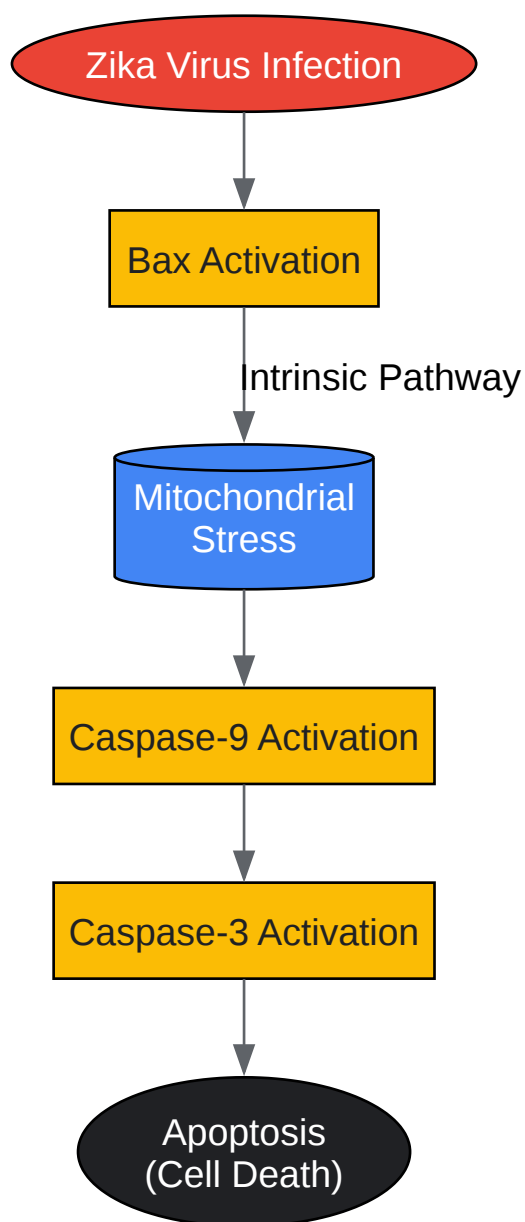 Zika Virus Infection
Bax Activation
Intrinsic Pathway
Mitochondrial
Stress
Caspase-9 Activation
Caspase-3 Activation
Apoptosis
(Cell Death)